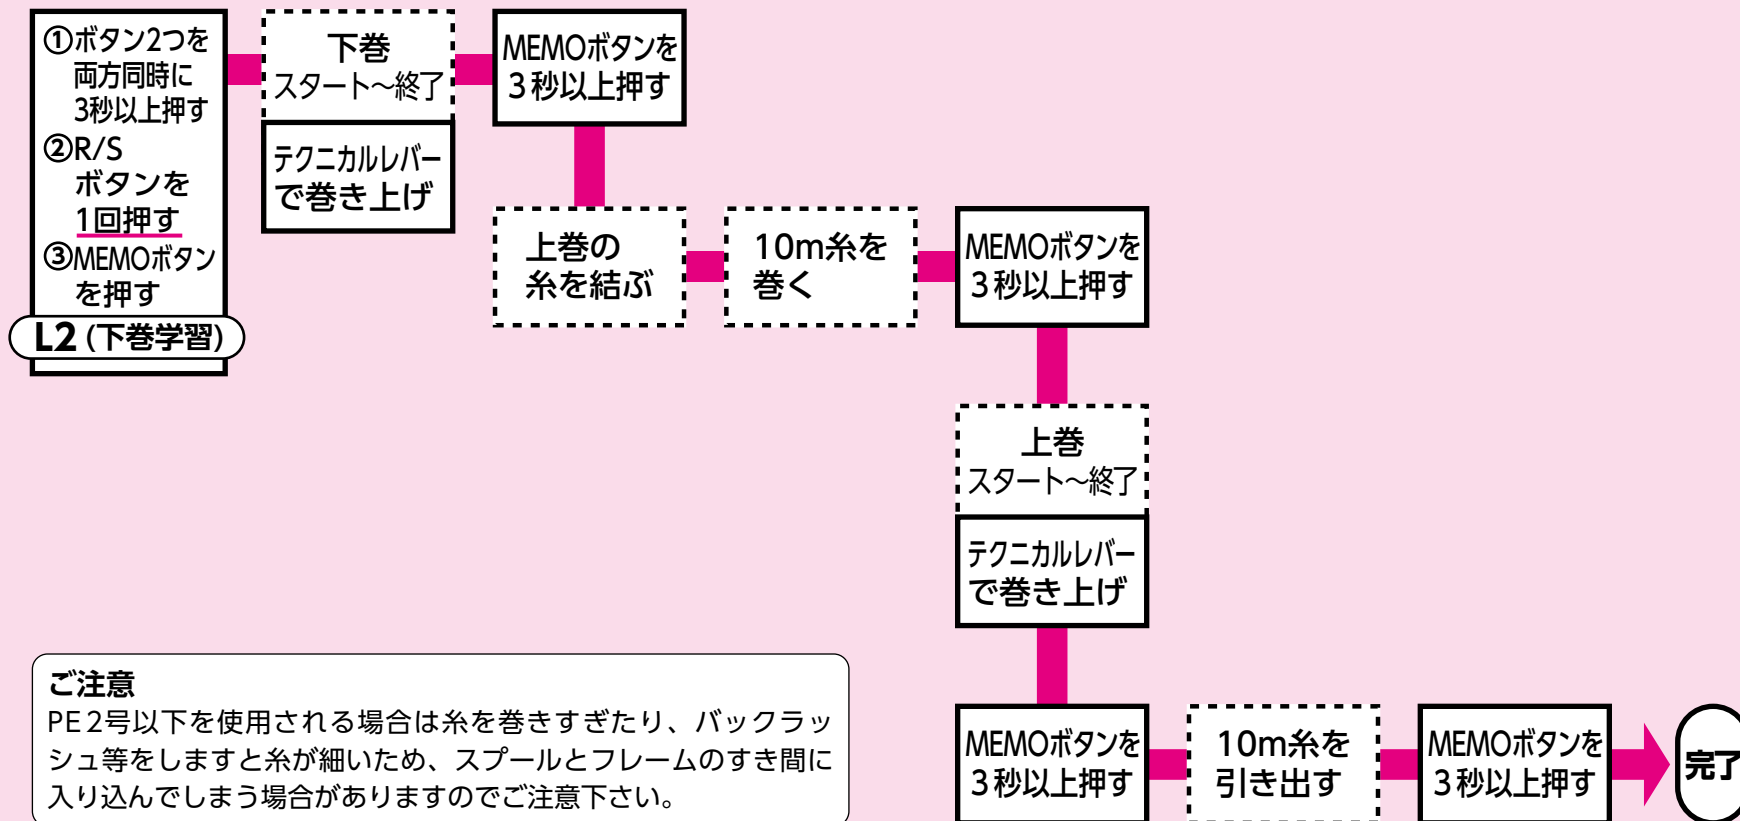 ①ボタン2つを
両方同時に
3秒以上押す
②R/S
ボタンを
1回押す
③MEMOボタン
を押す
L2 (下巻学習)
下巻
スタート～終了
テクニカルレバー
で巻き上げ
MEMOボタンを
3秒以上押す
上巻の
糸を結ぶ
10m糸を
巻く
MEMOボタンを
3秒以上押す
上巻
スタート～終了
テクニカルレバー
で巻き上げ
MEMOボタンを
3秒以上押す
10m糸を
引き出す
MEMOボタンを
3秒以上押す
完了
ご注意
PE2号以下を使用される場合は糸を巻きすぎたり、バックラッ
シュ等をしますと糸が細いため、スプールとフレームのすき間に
入り込んでしまう場合がありますのでご注意下さい。